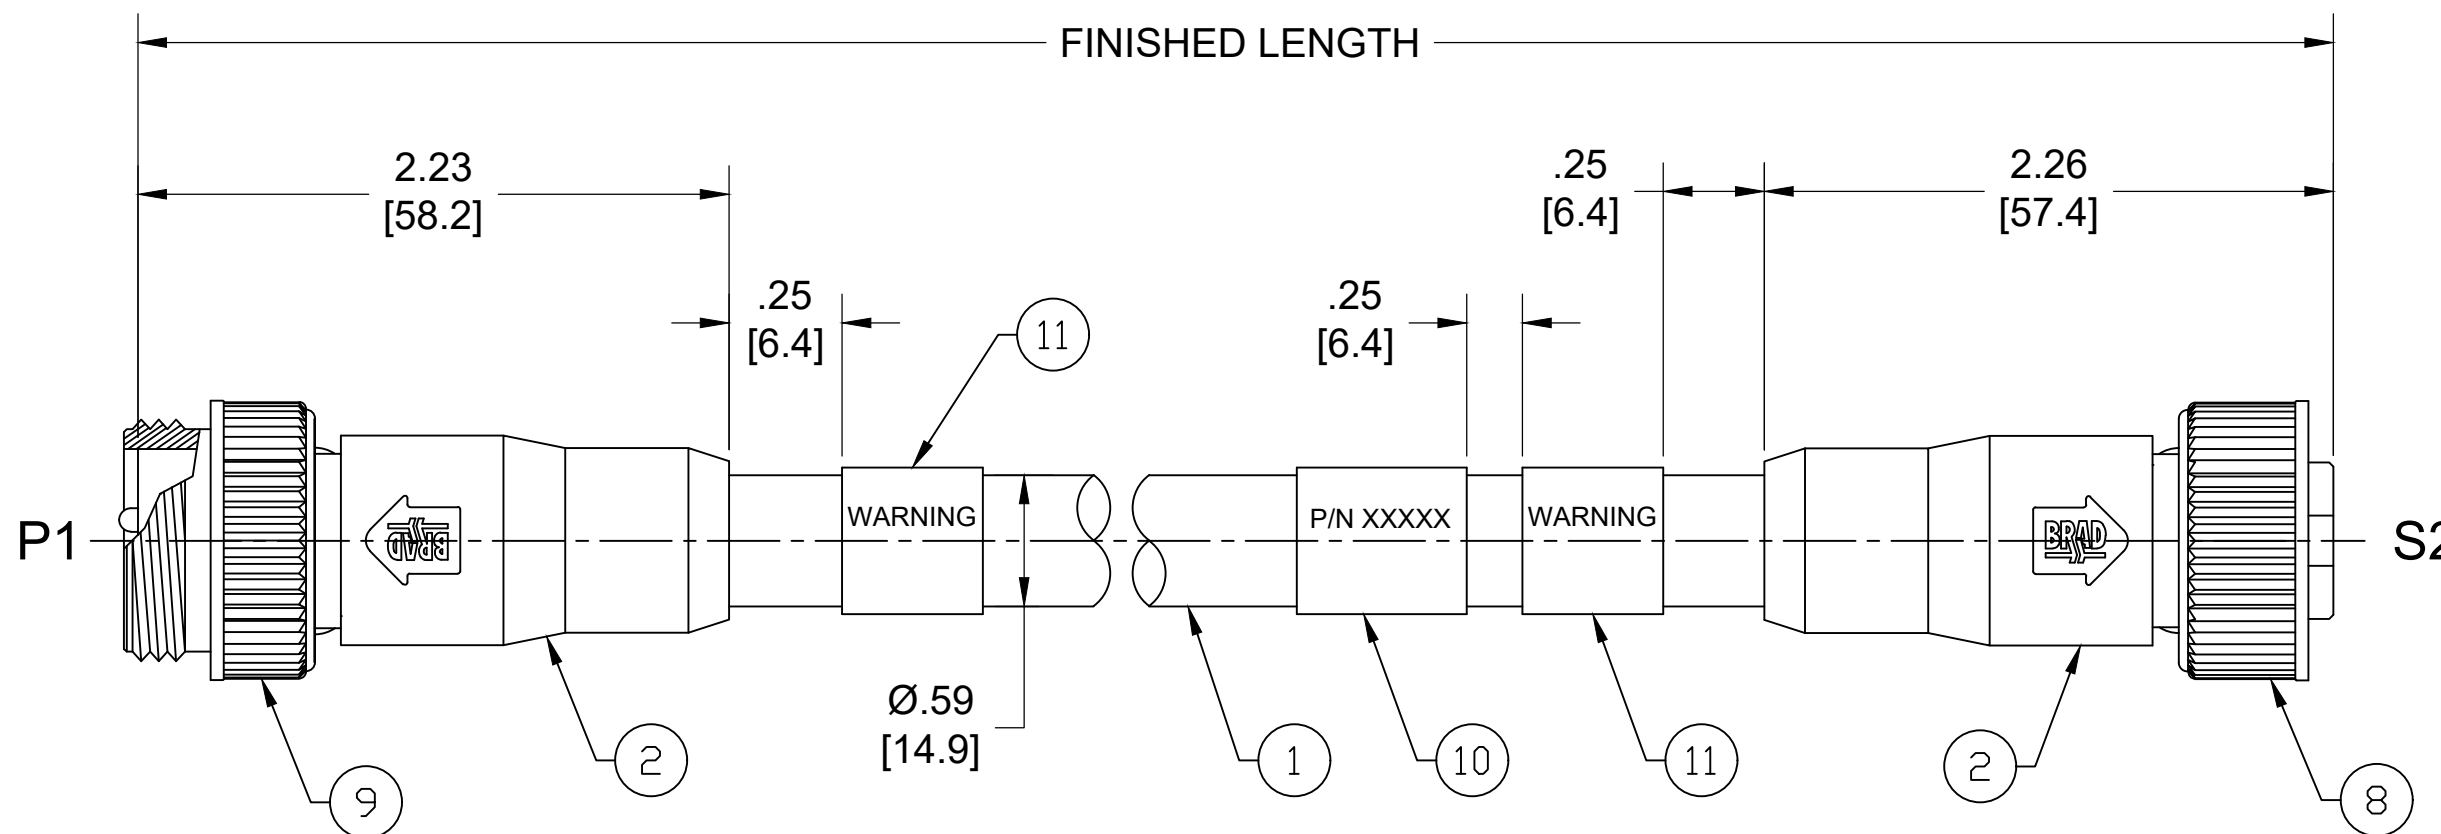 FINISHED LENGTH
2.23
[58.2]
.25
[6.4]
2.26
[57.4]
.25
[6.4]
11
.25
[6.4]
P1
BRAD
WARNING
P/N XXXXX
WARNING
BRAD
S2
Ø.59
[14.9]
9
2
1
10
11
2
8